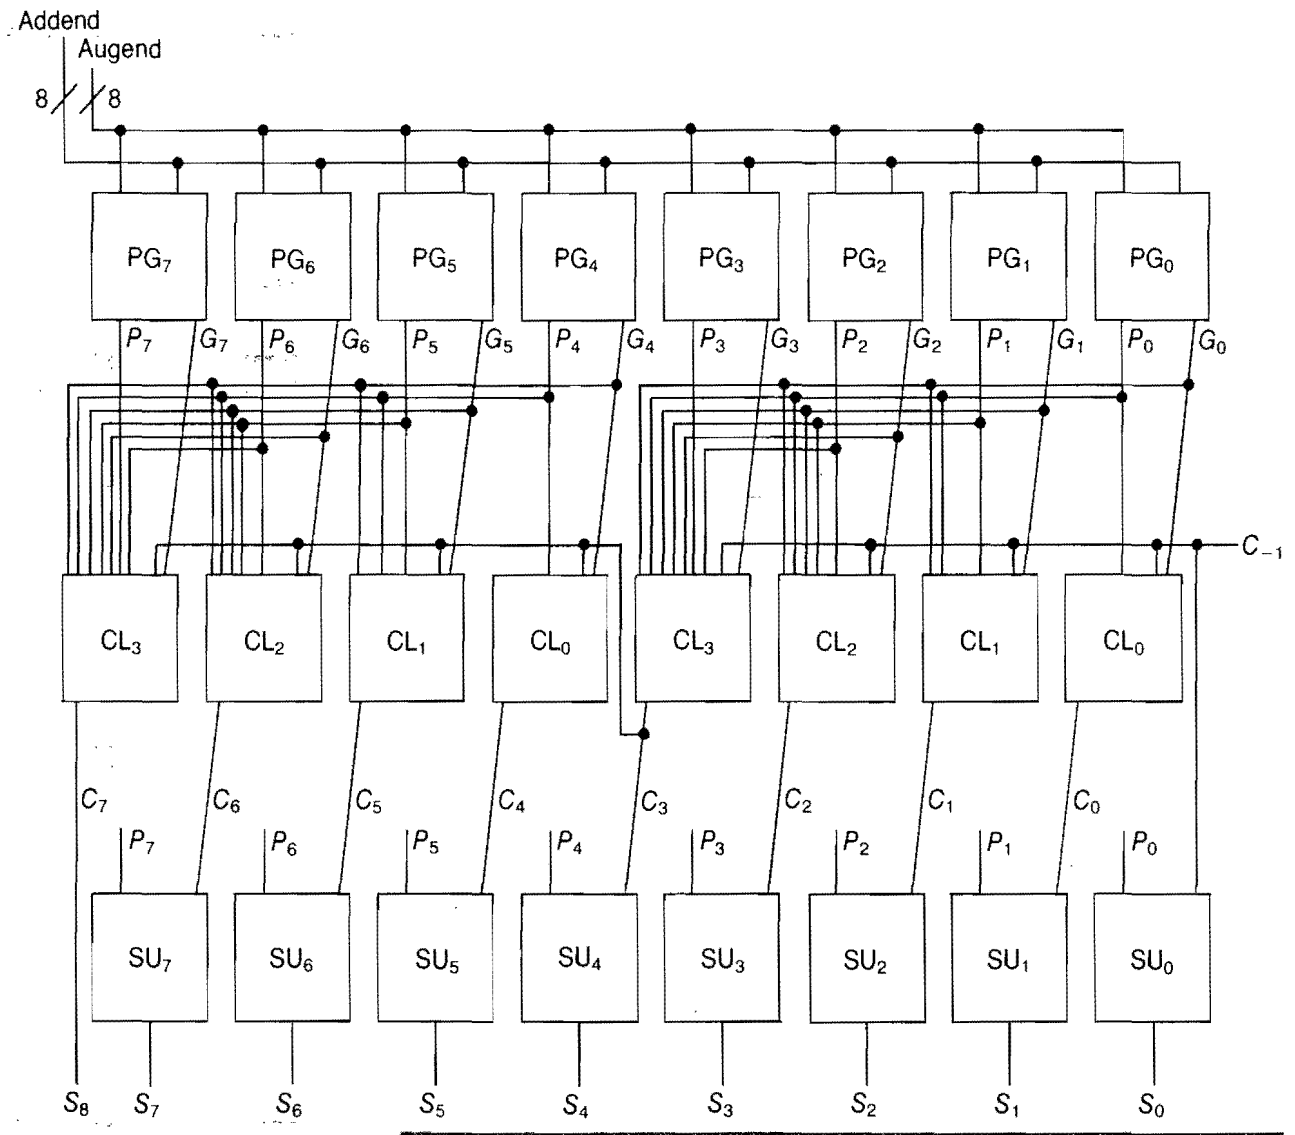 Addend
Augend
8 8
PG₇ PG₆ PG₅ PG₄ PG₃ PG₂ PG₁ PG₀
P₇ G₇ P₆ G₆ P₅ G₅ P₄ G₄ P₃ G₃ P₂ G₂ P₁ G₁ P₀ G₀
C₋₁
CL₃ CL₂ CL₁ CL₀ CL₃ CL₂ CL₁ CL₀
C₇ C₆ C₅ C₄ C₃ C₂ C₁ C₀
P₇ P₆ P₅ P₄ P₃ P₂ P₁ P₀
SU₇ SU₆ SU₅ SU₄ SU₃ SU₂ SU₁ SU₀
S₈ S₇ S₆ S₅ S₄ S₃ S₂ S₁ S₀